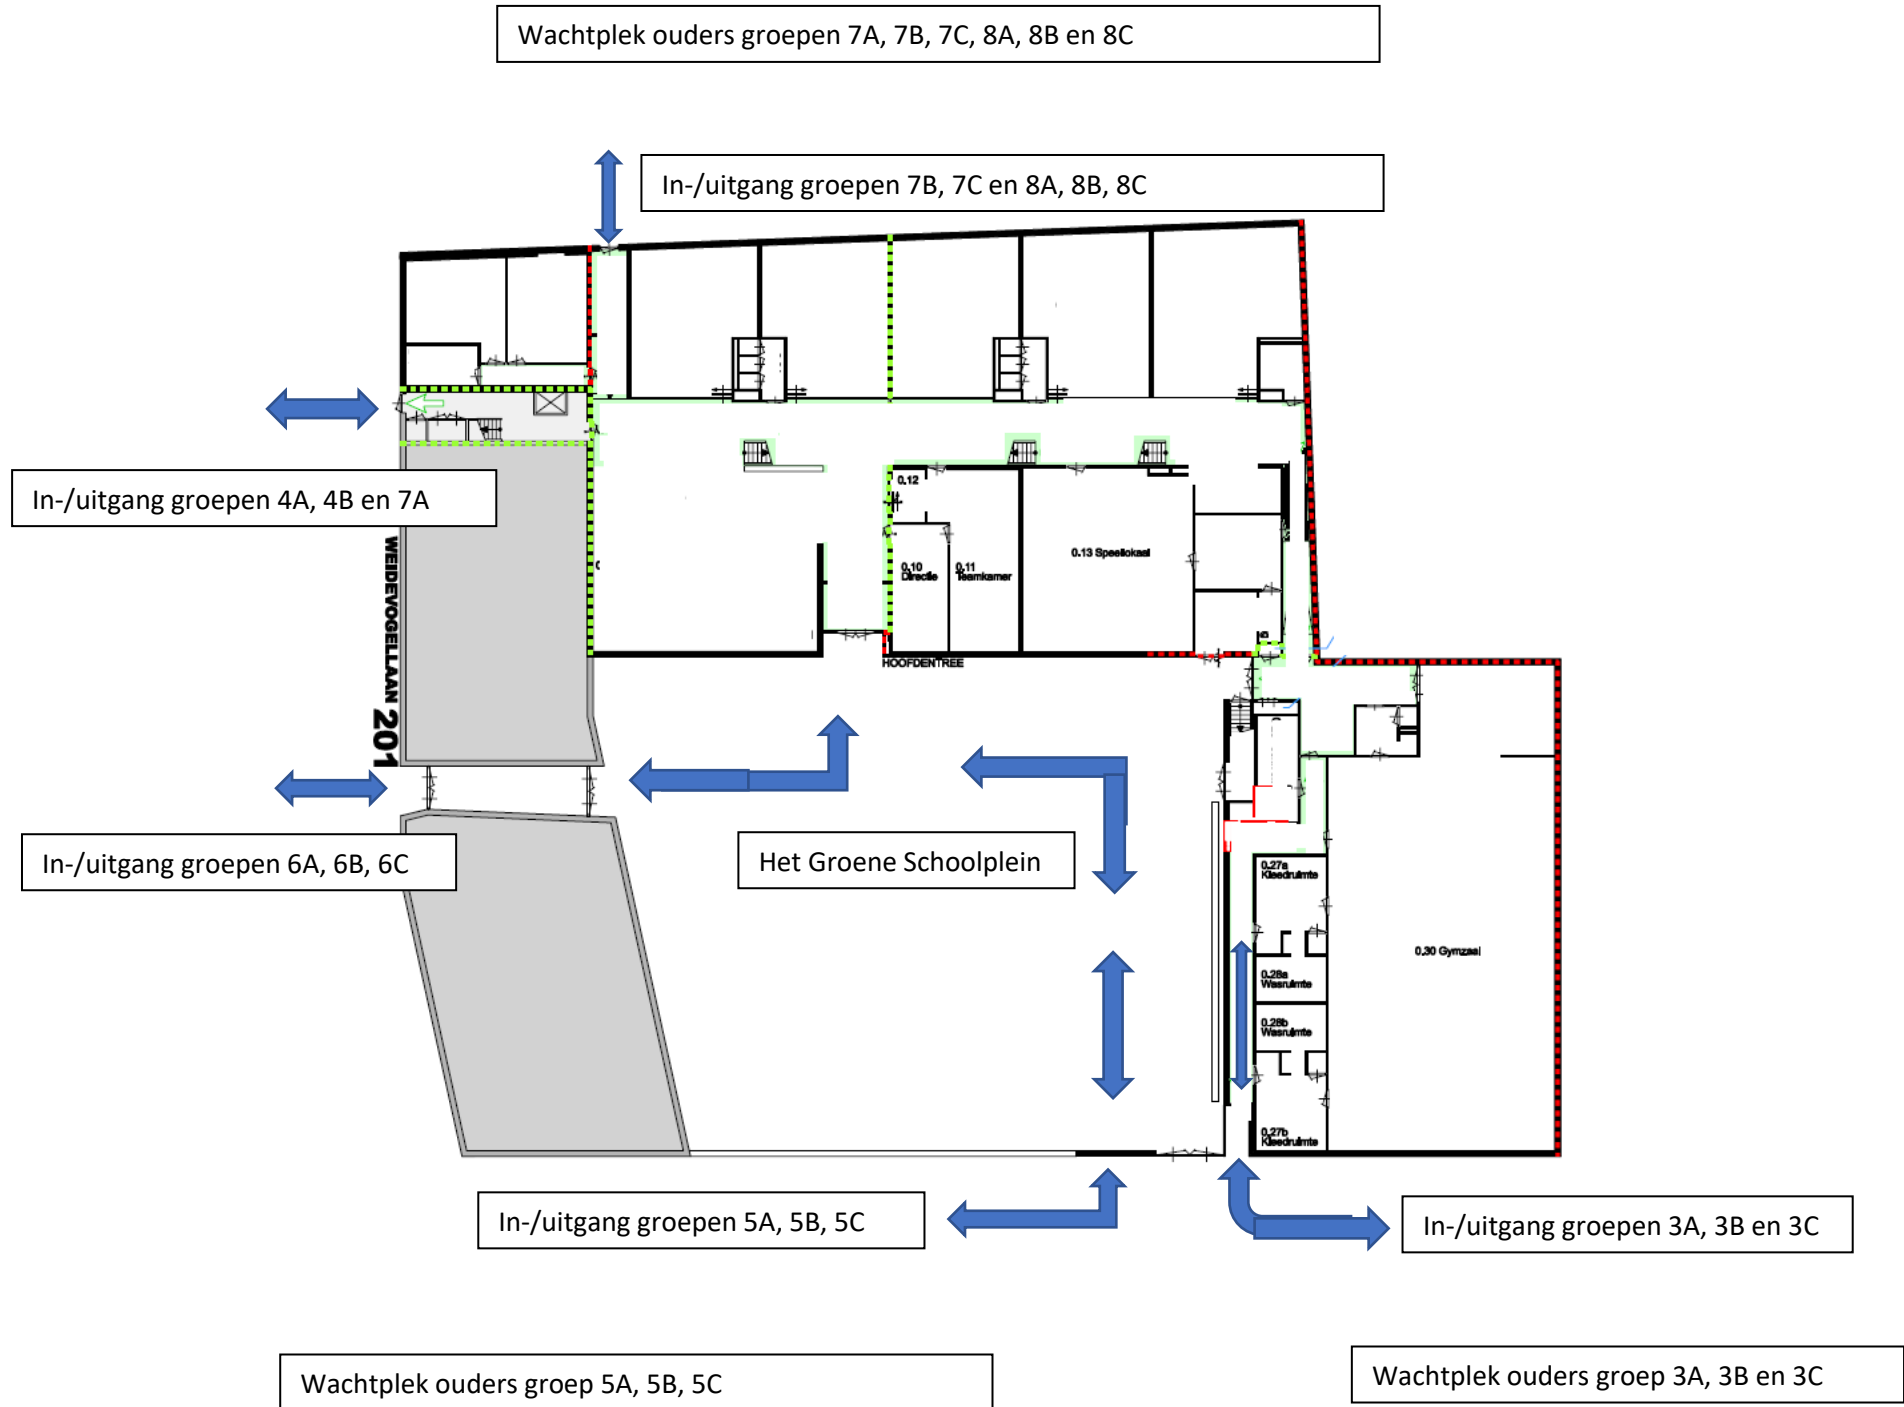 Wachtplek ouders groepen 7A, 7B, 7C, 8A, 8B en 8C
In-/uitgang groepen 7B, 7C en 8A, 8B, 8C
In-/uitgang groepen 4A, 4B en 7A
0.12
0.10
Directie
0.11
Teamkamer
0.13 Speellokaal
HOOFDENTREE
WEIDEVOGELLAAN 201
In-/uitgang groepen 6A, 6B, 6C
Het Groene Schoolplein
0.27a
Kleedruimte
0.28a
Wasruimte
0.28b
Wasruimte
0.27b
Kleedruimte
0.30 Gymzaal
In-/uitgang groepen 5A, 5B, 5C
In-/uitgang groepen 3A, 3B en 3C
Wachtplek ouders groep 5A, 5B, 5C
Wachtplek ouders groep 3A, 3B en 3C